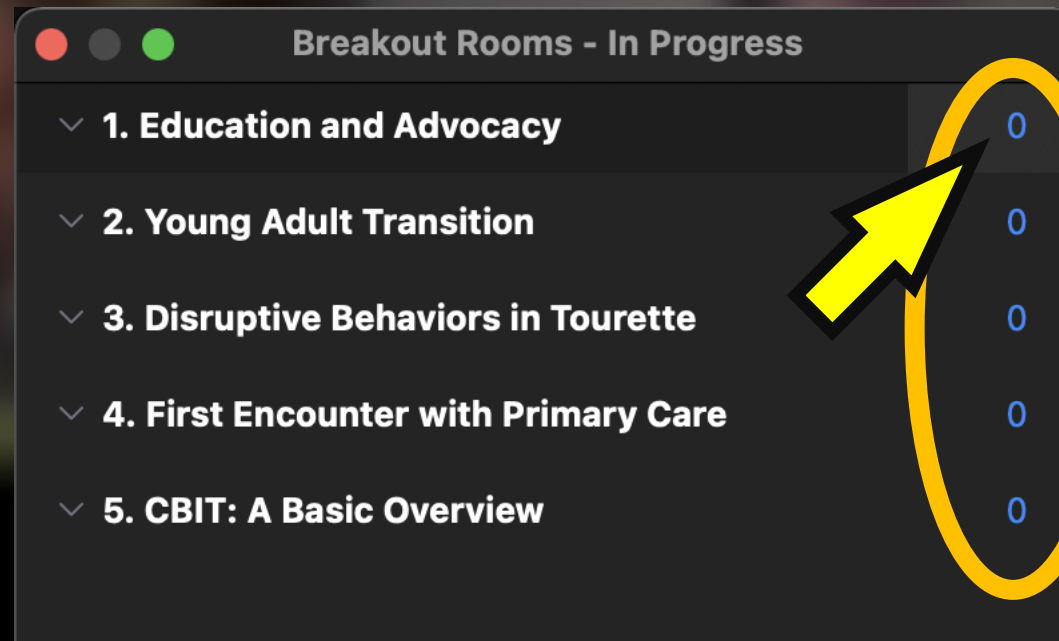 Breakout Rooms - In Progress
1. Education and Advocacy 0
2. Young Adult Transition 0
3. Disruptive Behaviors in Tourette 0
4. First Encounter with Primary Care 0
5. CBIT: A Basic Overview 0